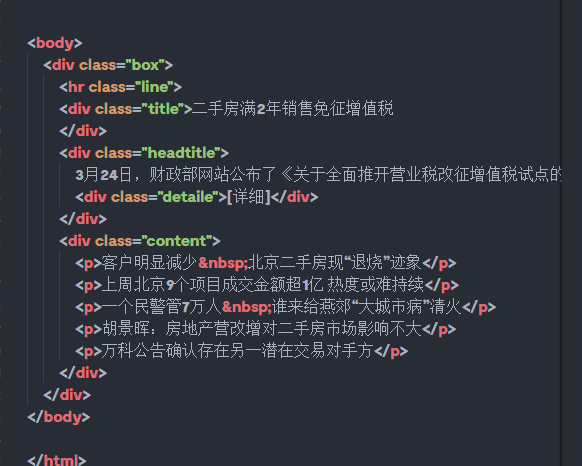 <body>
<div class="box">
<hr class="line">
<div class="title">二手房满2年销售免征增值税
</div>
<div class="headtitle">
3月24日，财政部网站公布了《关于全面推开营业税改征增值税试点的
<div class="detaile">[详细]</div>
</div>
<div class="content">
<p>客户明显减少&nbsp;北京二手房现“退烧”迹象</p>
<p>上周北京9个项目成交金额超1亿 热度或难持续</p>
<p>一个民警管7万人&nbsp;谁来给燕郊“大城市病”清火</p>
<p>胡景晖：房地产营改增对二手房市场影响不大</p>
<p>万科公告确认存在另一潜在交易对手方</p>
</div>
</div>
</body>
</html>